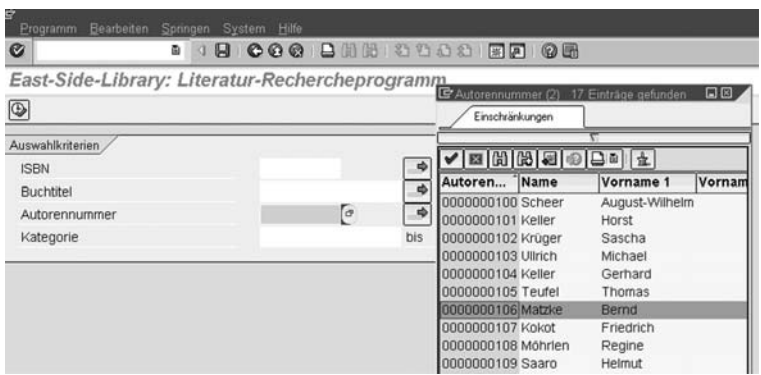 Programm Bearbeiten Springen System Hilfe
East-Side-Library: Literatur-Rechercheprogramm
Autorennummer (2) 17 Einträge gefunden
Einschränkungen
Auswahlkriterien
ISBN
Buchtitel
Autorennummer
Kategorie bis
Autoren... Name Vorname 1 Vornam
0000000100 Scheer August-Wilhelm
0000000101 Keller Horst
0000000102 Krüger Sascha
0000000103 Ullrich Michael
0000000104 Keller Gerhard
0000000105 Teufel Thomas
0000000106 Matzke Bernd
0000000107 Kokot Friedrich
0000000108 Möhrlen Regine
0000000109 Saaro Helmut